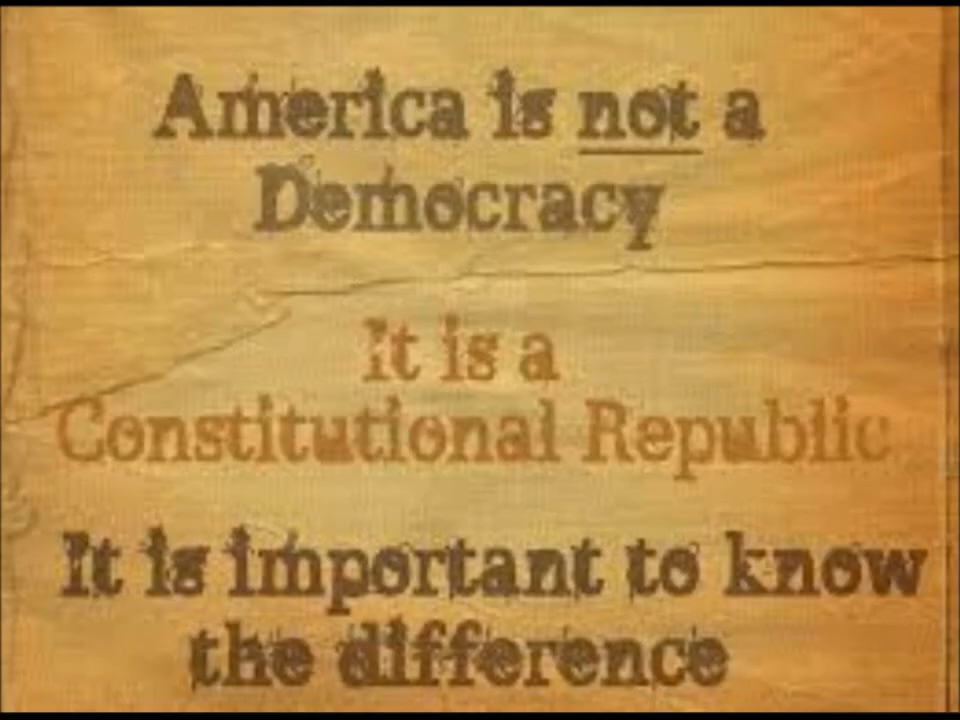 America is not a
Democracy
It is a
Constitutional Republic
It is important to know
the difference